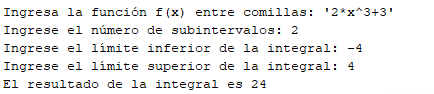 Ingresa la función f(x) entre comillas: '2*x^3+3'
Ingrese el número de subintervalos: 2
Ingrese el límite inferior de la integral: -4
Ingrese el límite superior de la integral: 4
El resultado de la integral es 24